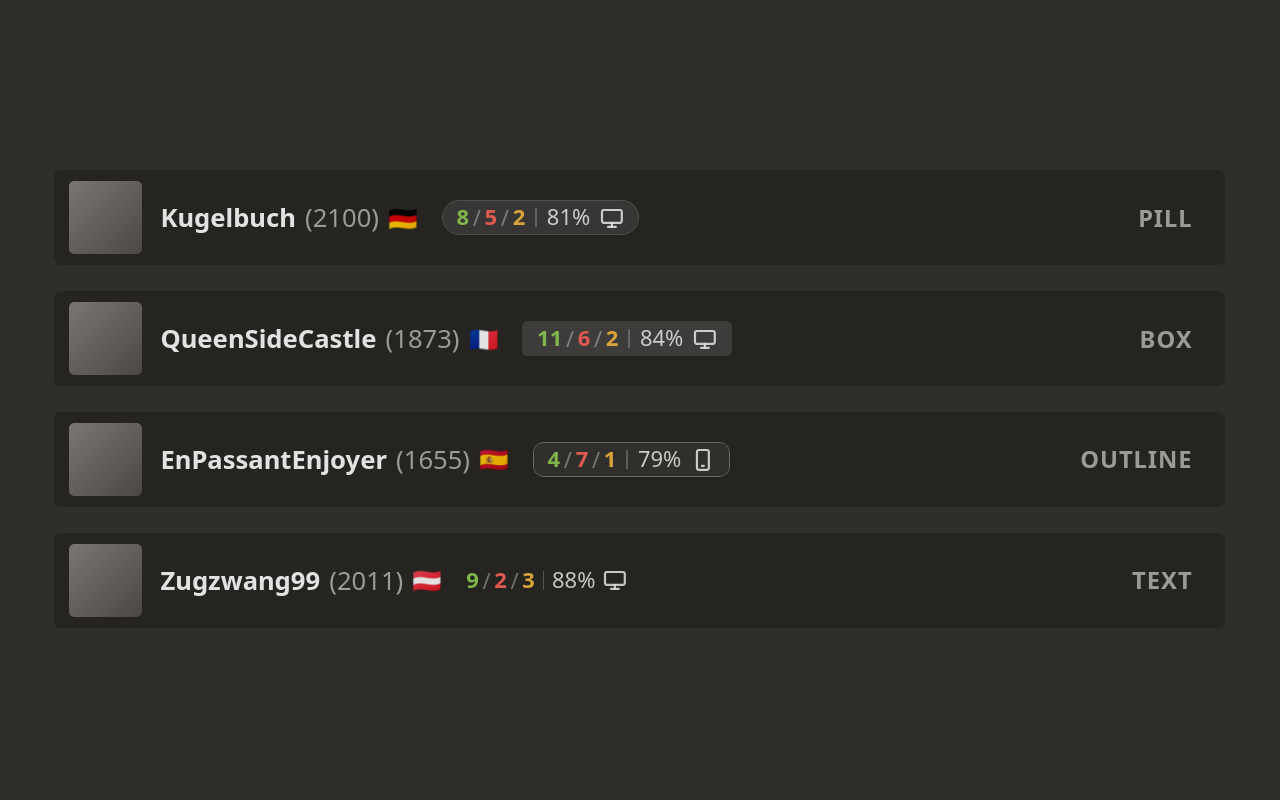 Kugelbuch (2100) 🇩🇪 8/5/2 | 81% PILL
QueenSideCastle (1873) 🇫🇷 11/6/2 | 84% BOX
EnPassantEnjoyer (1655) 🇪🇸 4/7/1 | 79% OUTLINE
Zugzwang99 (2011) 🇦🇹 9/2/3 | 88% TEXT